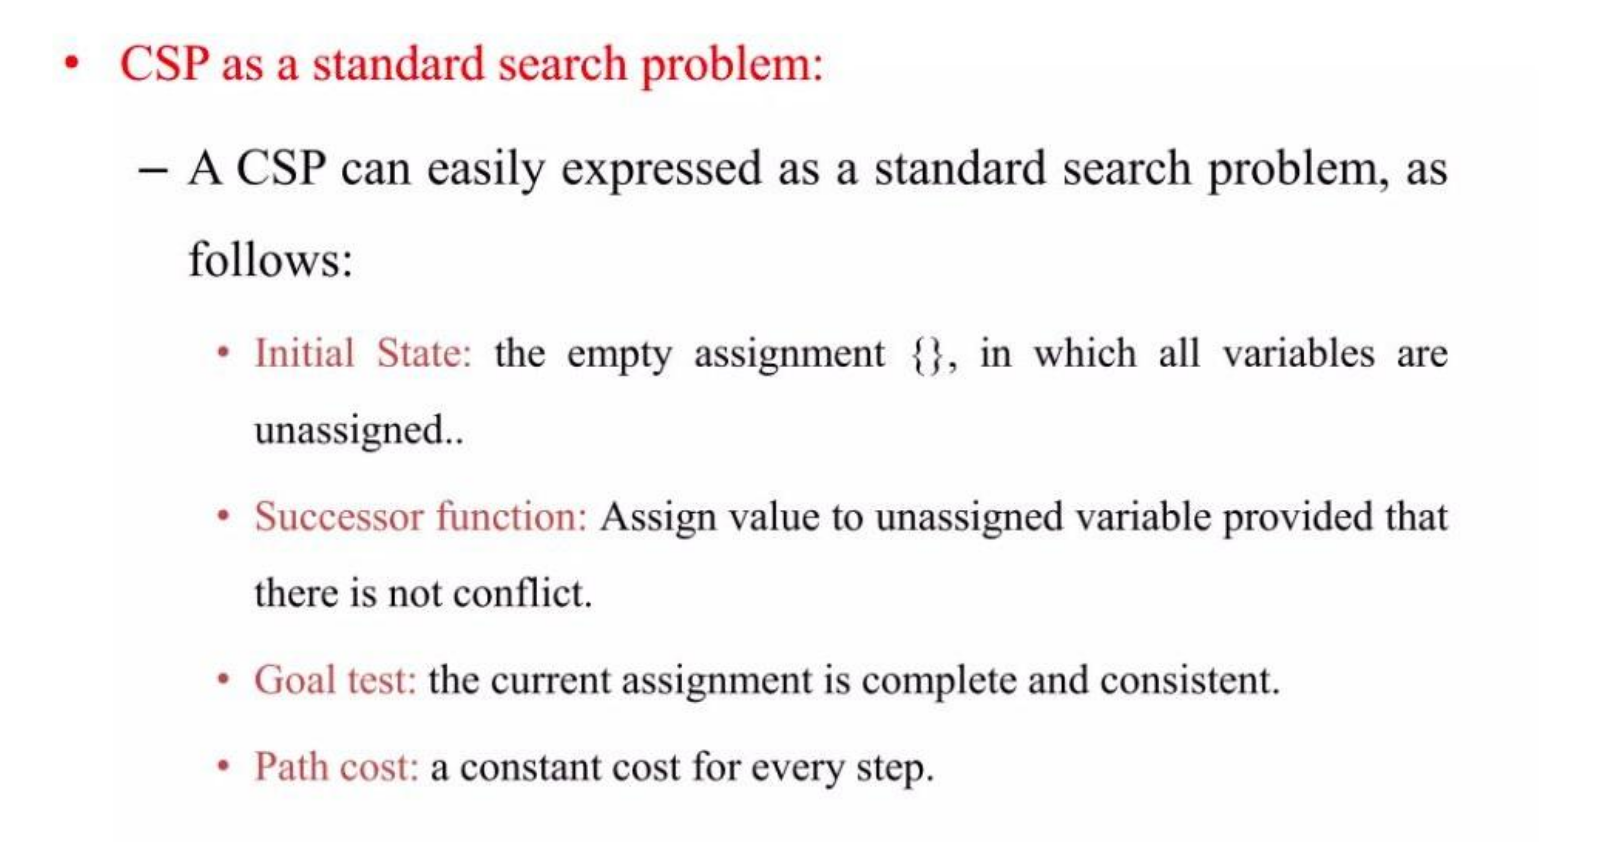 • CSP as a standard search problem:
– A CSP can easily expressed as a standard search problem, as
follows:
• Initial State: the empty assignment {}, in which all variables are
unassigned..
• Successor function: Assign value to unassigned variable provided that
there is not conflict.
• Goal test: the current assignment is complete and consistent.
• Path cost: a constant cost for every step.